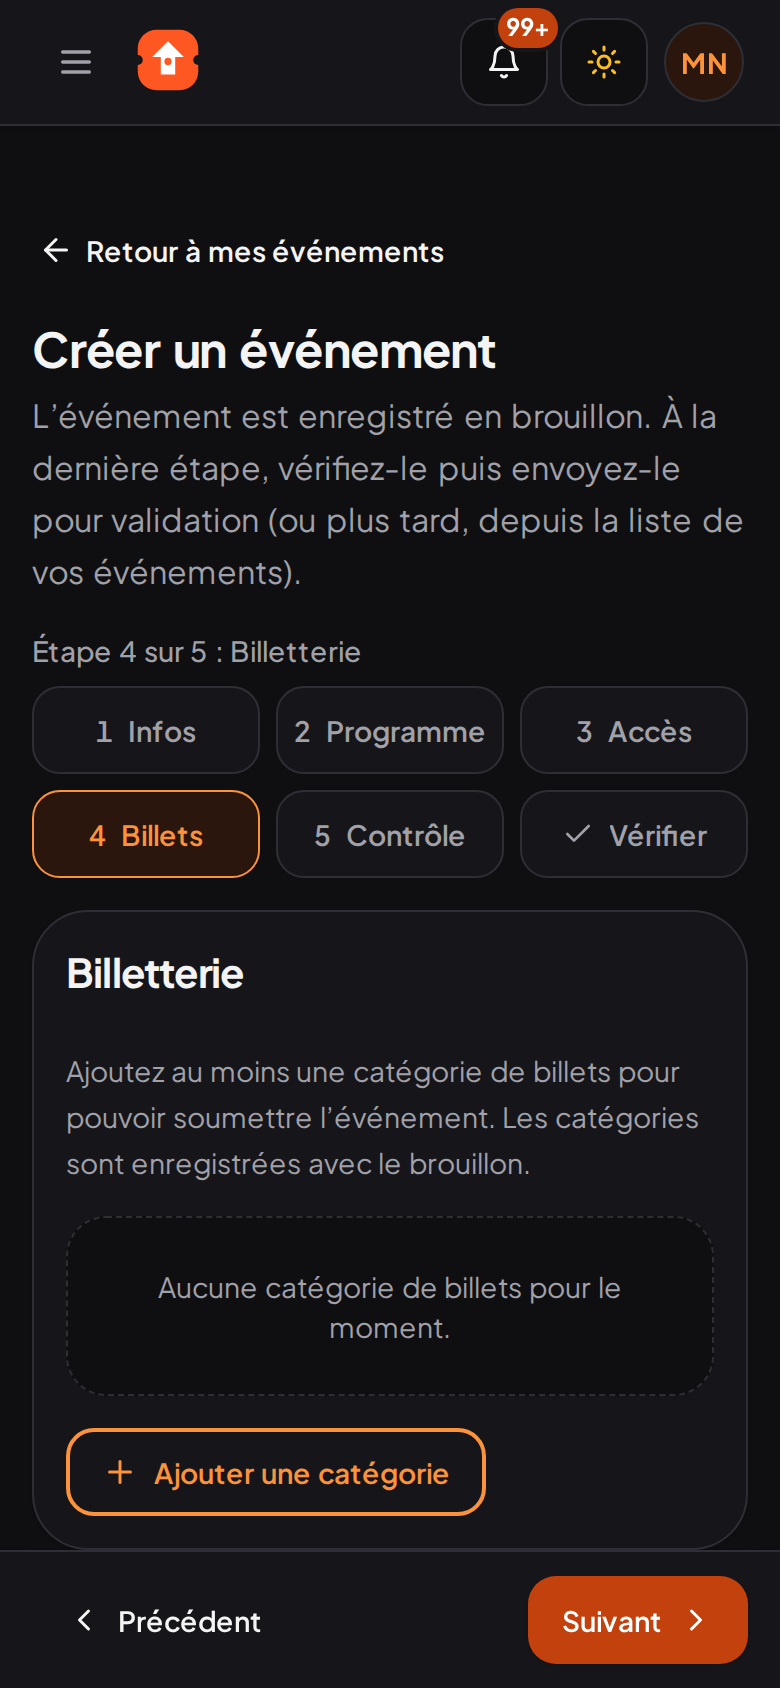 99+
MN
Retour à mes événements
Créer un événement
L’événement est enregistré en brouillon. À la
dernière étape, vérifiez-le puis envoyez-le
pour validation (ou plus tard, depuis la liste de
vos événements).
Étape 4 sur 5 : Billetterie
1 Infos
2 Programme
3 Accès
4 Billets
5 Contrôle
Vérifier
Billetterie
Ajoutez au moins une catégorie de billets pour
pouvoir soumettre l’événement. Les catégories
sont enregistrées avec le brouillon.
Aucune catégorie de billets pour le
moment.
Ajouter une catégorie
Précédent
Suivant